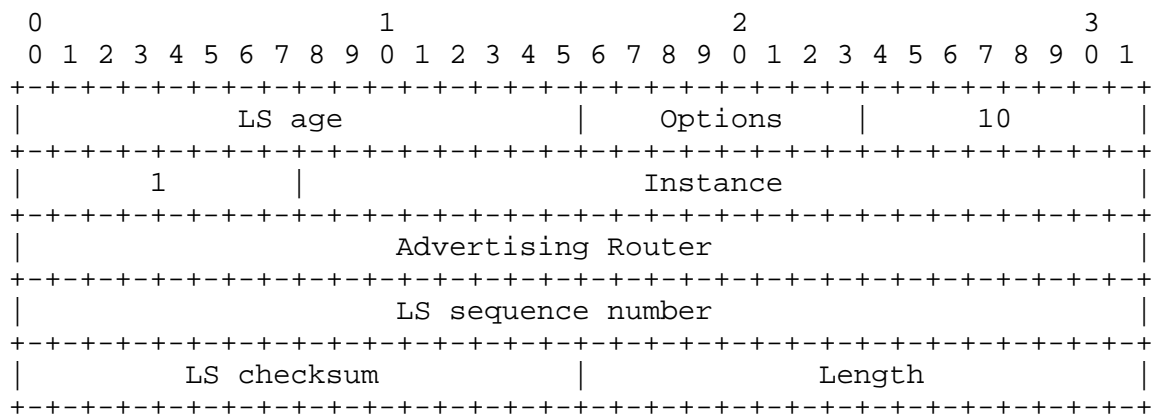 0                   1                   2                   3
 0 1 2 3 4 5 6 7 8 9 0 1 2 3 4 5 6 7 8 9 0 1 2 3 4 5 6 7 8 9 0 1
+-+-+-+-+-+-+-+-+-+-+-+-+-+-+-+-+-+-+-+-+-+-+-+-+-+-+-+-+-+-+-+-+
|            LS age             |    Options    |      10       |
+-+-+-+-+-+-+-+-+-+-+-+-+-+-+-+-+-+-+-+-+-+-+-+-+-+-+-+-+-+-+-+-+
|       1       |                   Instance                    |
+-+-+-+-+-+-+-+-+-+-+-+-+-+-+-+-+-+-+-+-+-+-+-+-+-+-+-+-+-+-+-+-+
|                     Advertising Router                        |
+-+-+-+-+-+-+-+-+-+-+-+-+-+-+-+-+-+-+-+-+-+-+-+-+-+-+-+-+-+-+-+-+
|                     LS sequence number                        |
+-+-+-+-+-+-+-+-+-+-+-+-+-+-+-+-+-+-+-+-+-+-+-+-+-+-+-+-+-+-+-+-+
|         LS checksum           |             Length            |
+-+-+-+-+-+-+-+-+-+-+-+-+-+-+-+-+-+-+-+-+-+-+-+-+-+-+-+-+-+-+-+-+